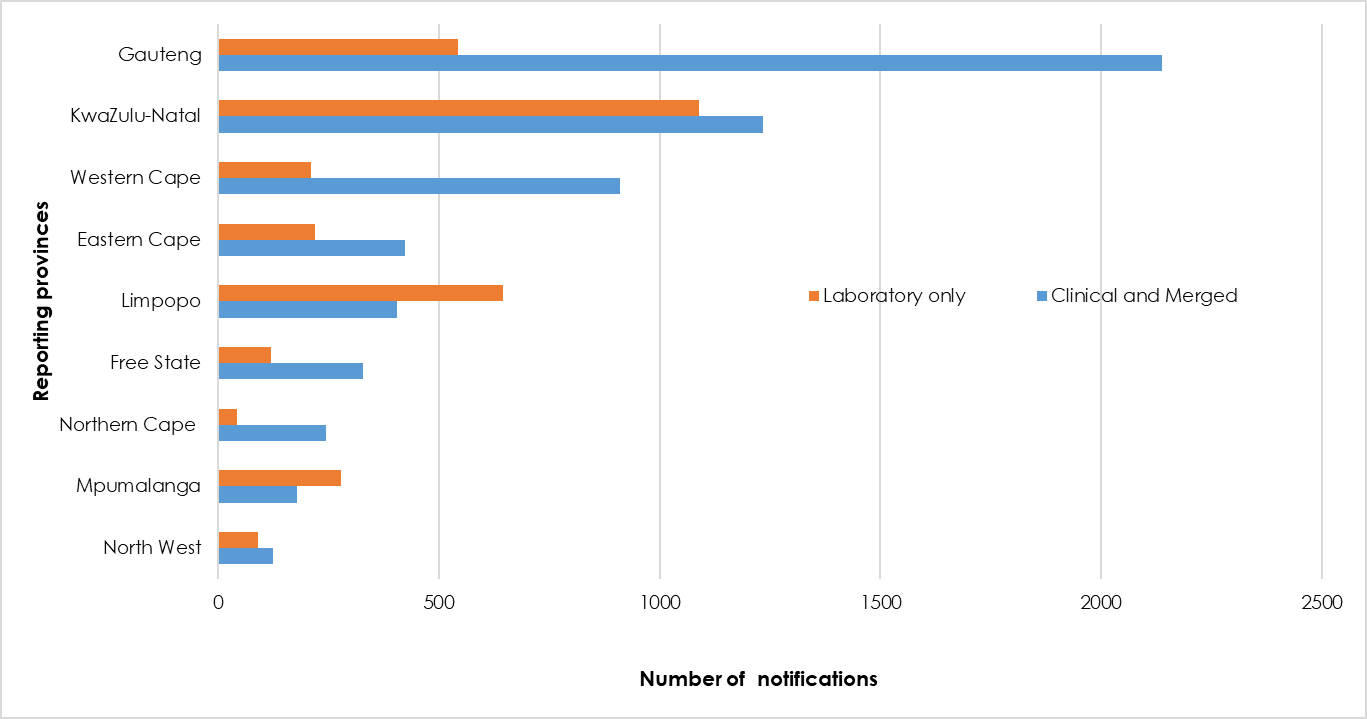 Gauteng
KwaZulu-Natal
Western Cape
Eastern Cape
Limpopo
Free State
Northern Cape
Mpumalanga
North West
Reporting provinces
Laboratory only
Clinical and Merged
0 500 1000 1500 2000 2500
Number of notifications